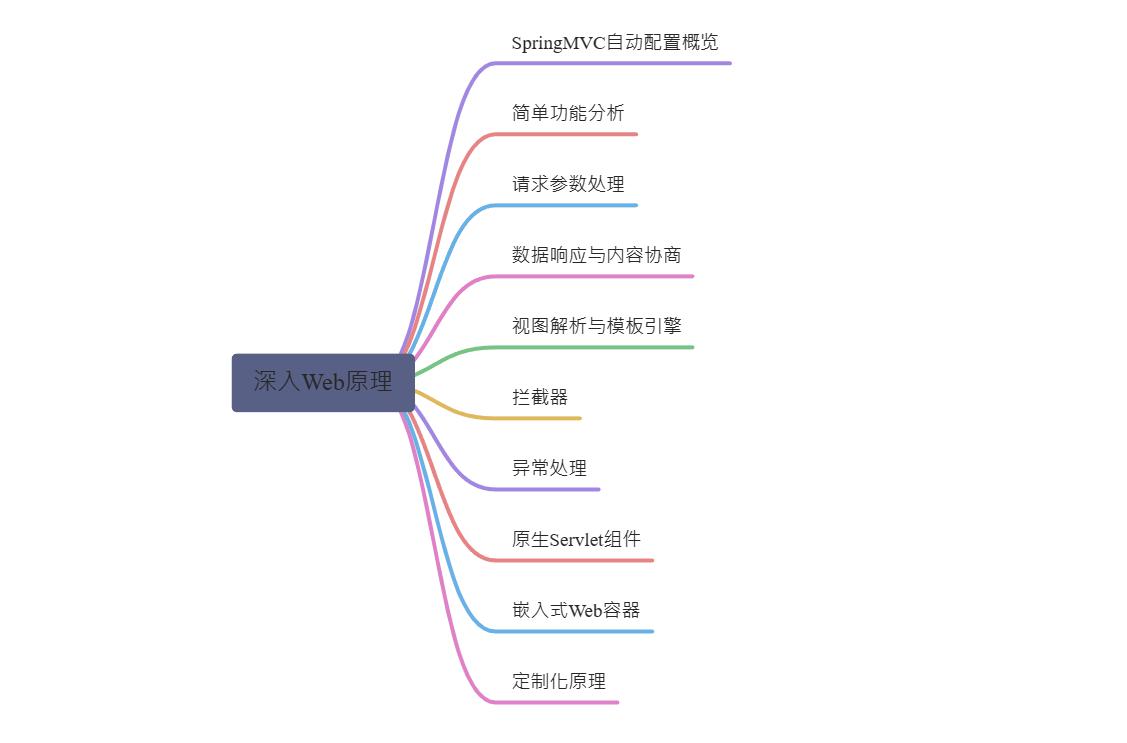 SpringMVC自动配置概览
简单功能分析
请求参数处理
数据响应与内容协商
视图解析与模板引擎
深入Web原理
拦截器
异常处理
原生Servlet组件
嵌入式Web容器
定制化原理